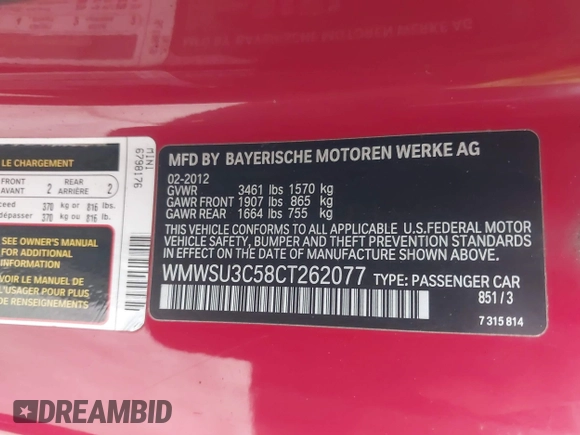 LE CHARGEMENT
FRONT
AVANT 2
REAR
ARRIÈRE 2
370 kg or 816 lbs.
370 kg ou 816 lb.
SEE OWNER'S MANUAL
FOR ADDITIONAL
INFORMATION
VOIR LE MANUEL DE
L'USAGER POUR PLUS
DE RENSEIGNEMENTS
MINI
6798176
MFD BY BAYERISCHE MOTOREN WERKE AG
02-2012
GVWR 3461 lbs 1570 kg
GAWR FRONT 1907 lbs 865 kg
GAWR REAR 1664 lbs 755 kg
THIS VEHICLE CONFORMS TO ALL APPLICABLE U.S.FEDERAL MOTOR
VEHICLE SAFETY, BUMPER AND THEFT PREVENTION STANDARDS
IN EFFECT ON THE DATE OF MANUFACTURE SHOWN ABOVE.
WMWSU3C58CT262077 TYPE: PASSENGER CAR
851 / 3
7 315 814
DREAMBID